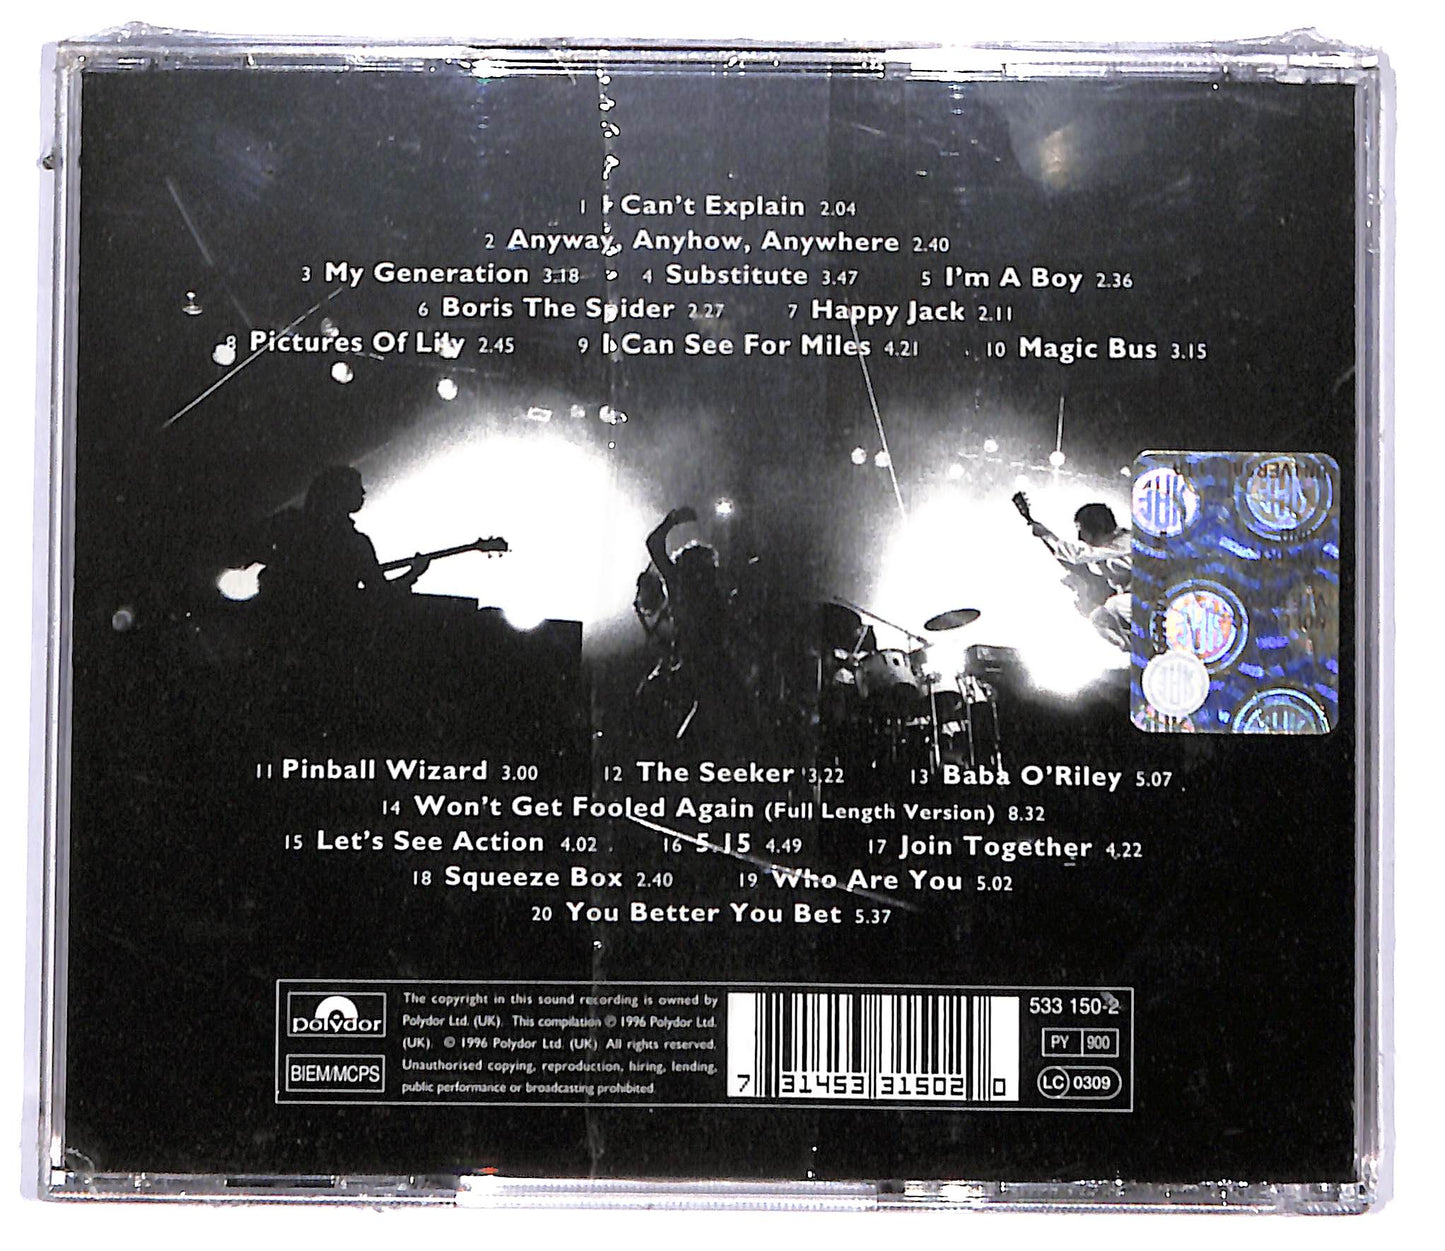 1 I Can't Explain 2.04
2 Anyway, Anyhow, Anywhere 2.40
3 My Generation 3.18 4 Substitute 3.47 5 I'm A Boy 2.36
6 Boris The Spider 2.27 7 Happy Jack 2.11
8 Pictures Of Lily 2.45 9 I Can See For Miles 4.21 10 Magic Bus 3.15
SIAE
11 Pinball Wizard 3.00 12 The Seeker 3.22 13 Baba O'Riley 5.07
14 Won't Get Fooled Again (Full Length Version) 8.32
15 Let's See Action 4.02 16 5.15 4.49 17 Join Together 4.22
18 Squeeze Box 2.40 19 Who Are You 5.02
20 You Better You Bet 5.37
polydor
BIEM/MCPS
The copyright in this sound recording is owned by
Polydor Ltd. (UK). This compilation ℗ 1996 Polydor Ltd.
(UK). © 1996 Polydor Ltd. (UK) All rights reserved.
Unauthorised copying, reproduction, hiring, lending,
public performance or broadcasting prohibited.
7 31453 31502 0
533 150-2
PY 900
LC 0309